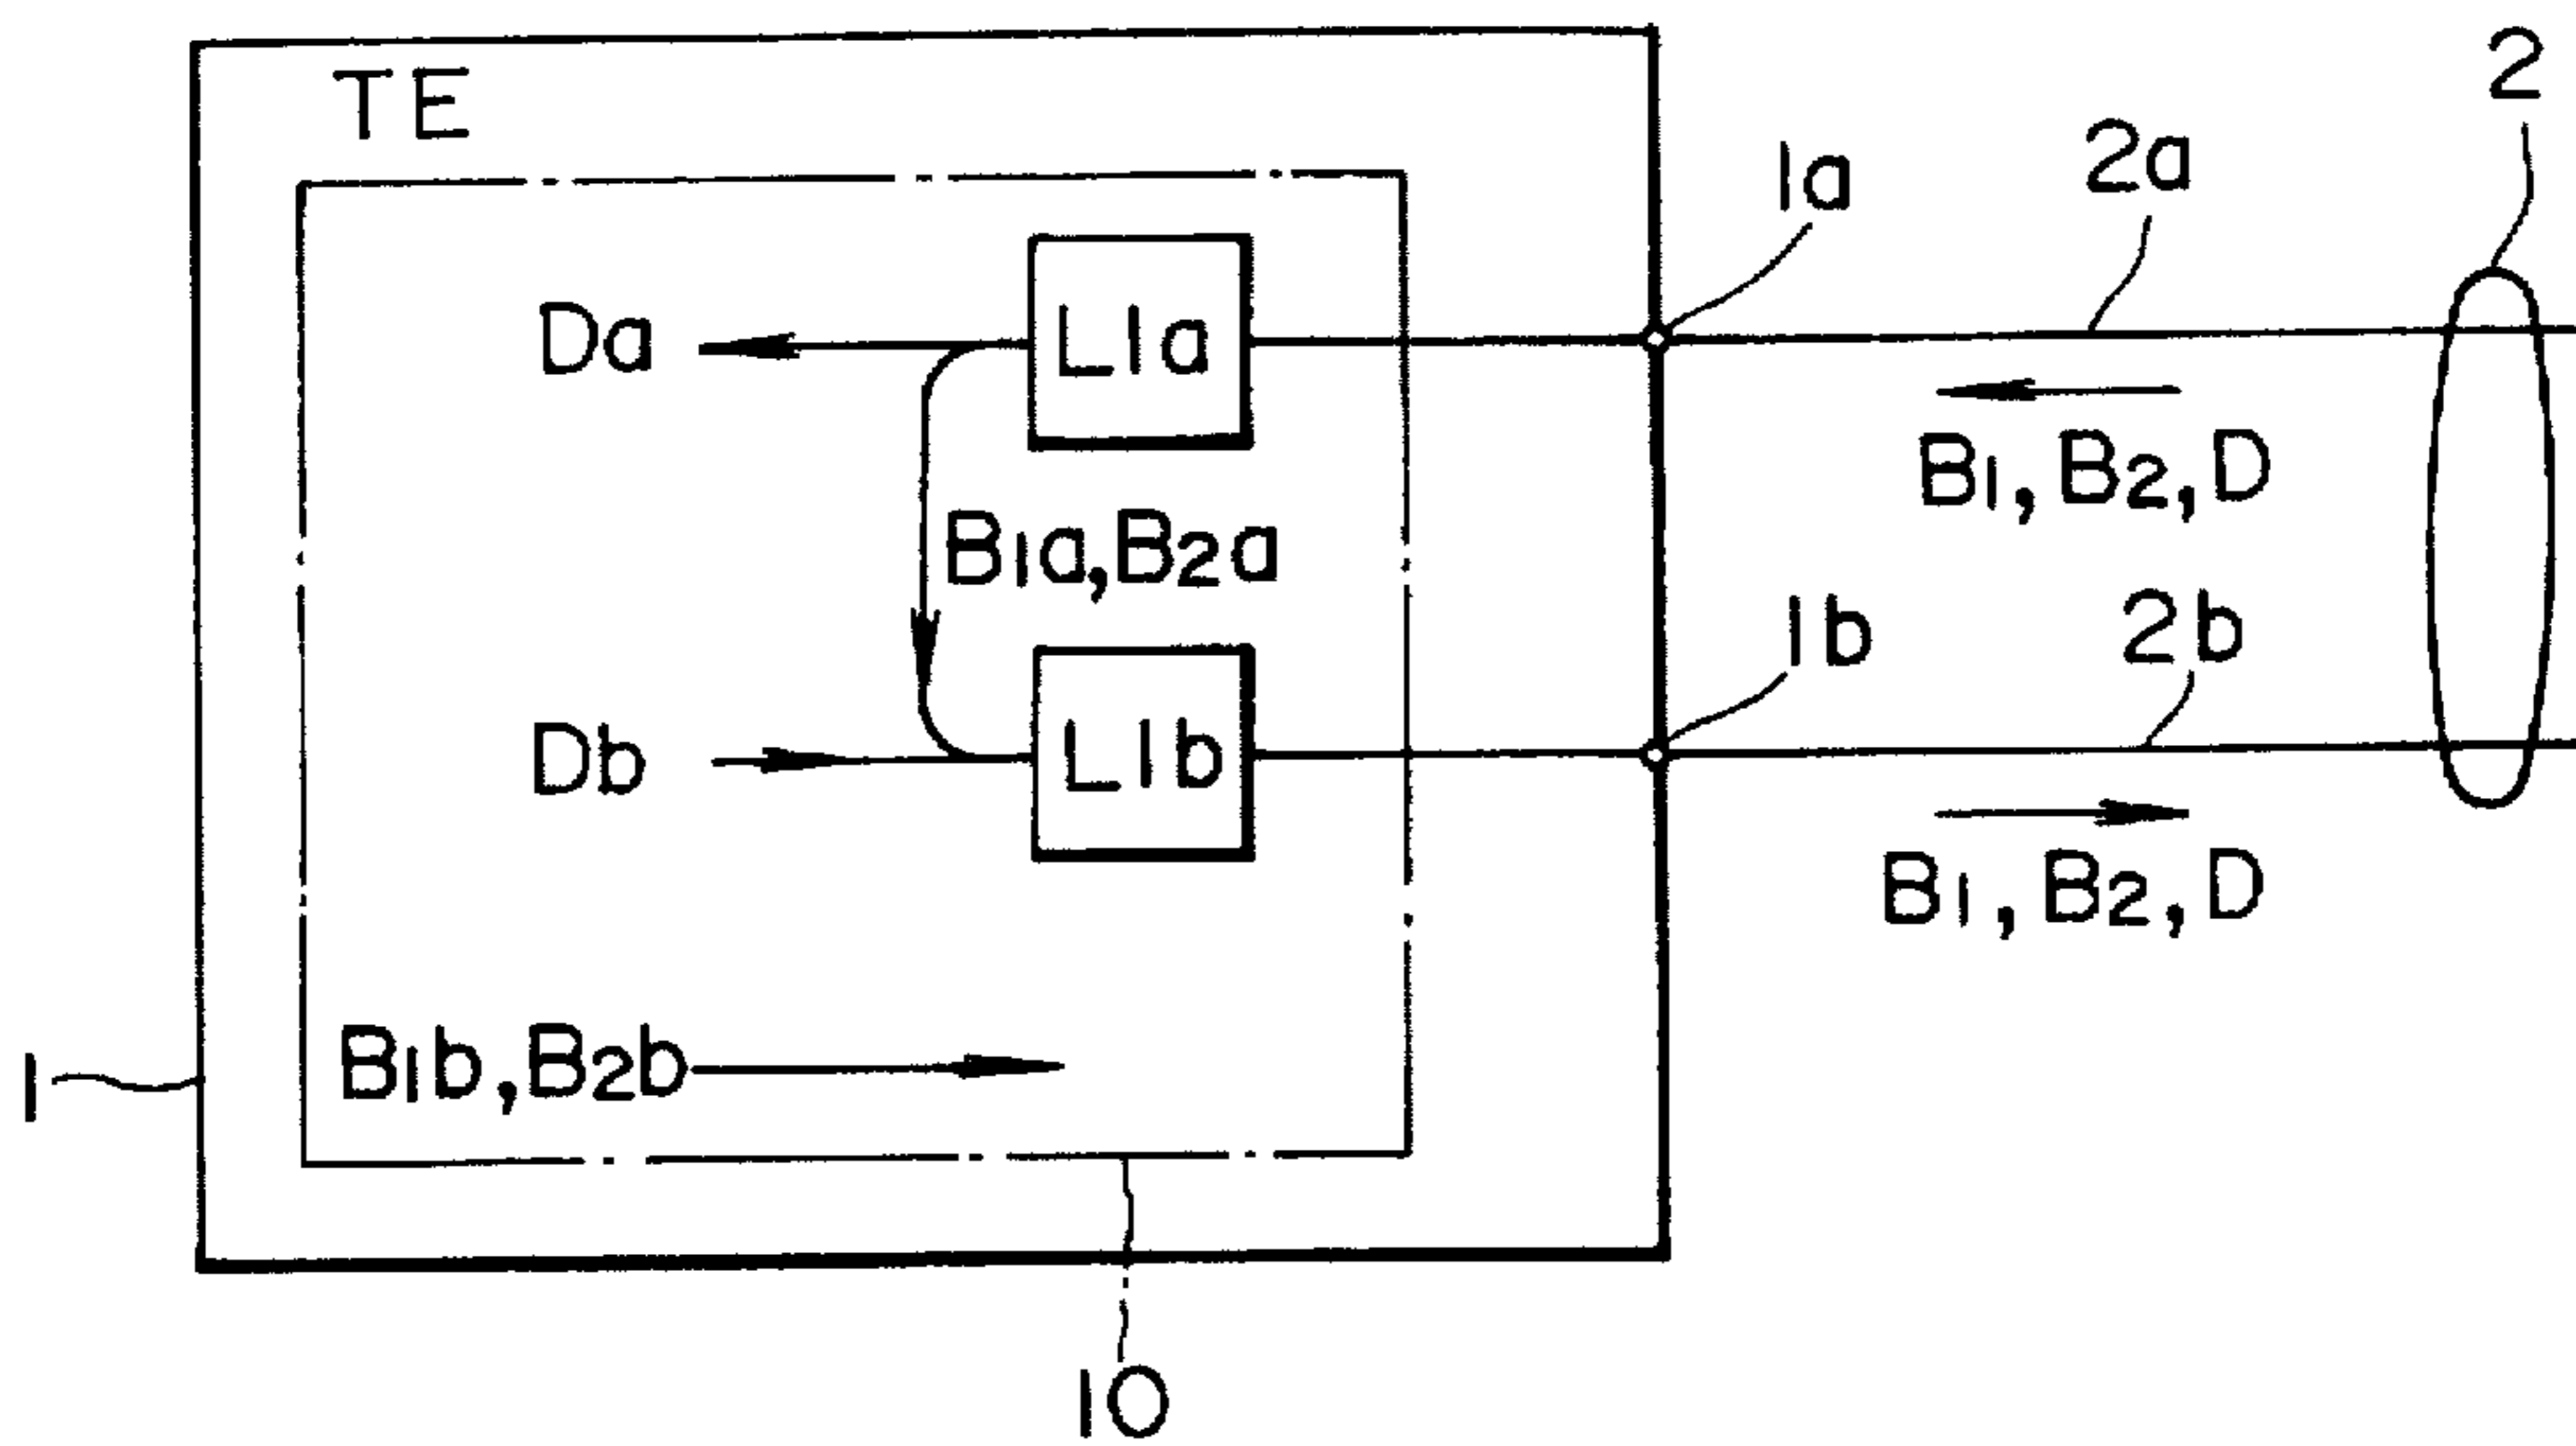 TE
2
2a
1a
Da
L1a
B1, B2, D
B1a, B2a
1b
2b
Db
L1b
B1, B2, D
B1b, B2b
1
10